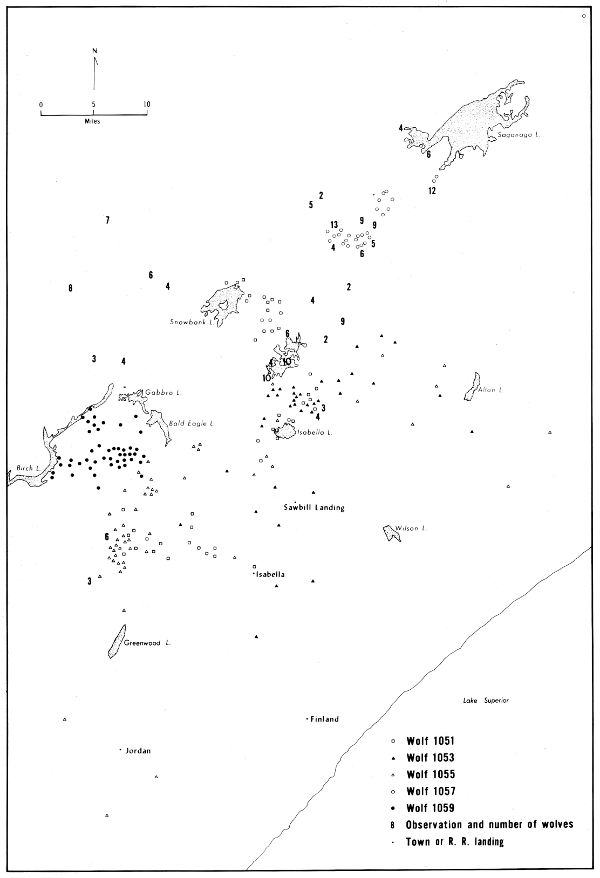 N
0 5 10
Miles
Saganaga L.
4
6
12
2
5
7
13 9 9
4 5
6
6
8 4
2
4
Snowbank L.
9
6
2
3 4
4 10
10
Gabbro L.
Alton L.
3
4
Bald Eagle L.
Isabella L.
Birch L.
Sawbill Landing
Wilson L.
6
Isabella
3
Greenwood L.
Lake Superior
Finland
Jordan
Wolf 1051
Wolf 1053
Wolf 1055
Wolf 1057
Wolf 1059
8 Observation and number of wolves
Town or R. R. landing